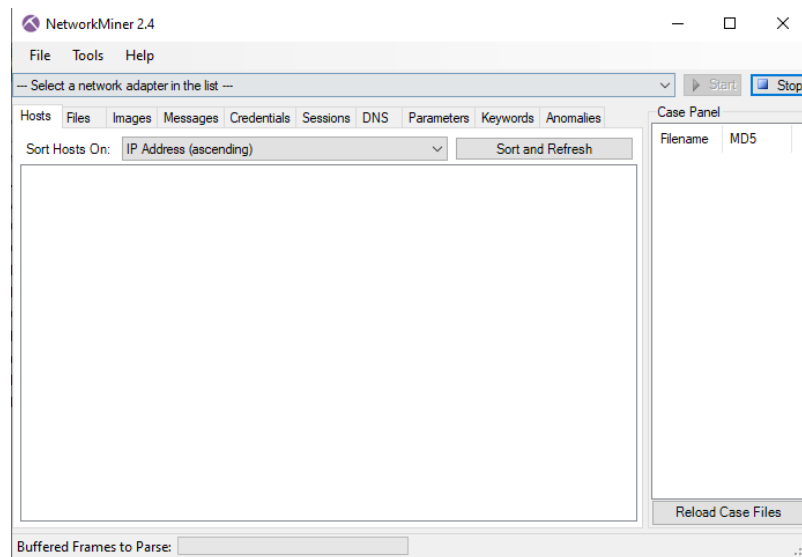 NetworkMiner 2.4
File Tools Help
--- Select a network adapter in the list ---
Start
Stop
Hosts Files Images Messages Credentials Sessions DNS Parameters Keywords Anomalies
Case Panel
Sort Hosts On: IP Address (ascending) Sort and Refresh
Filename MD5
Reload Case Files
Buffered Frames to Parse: